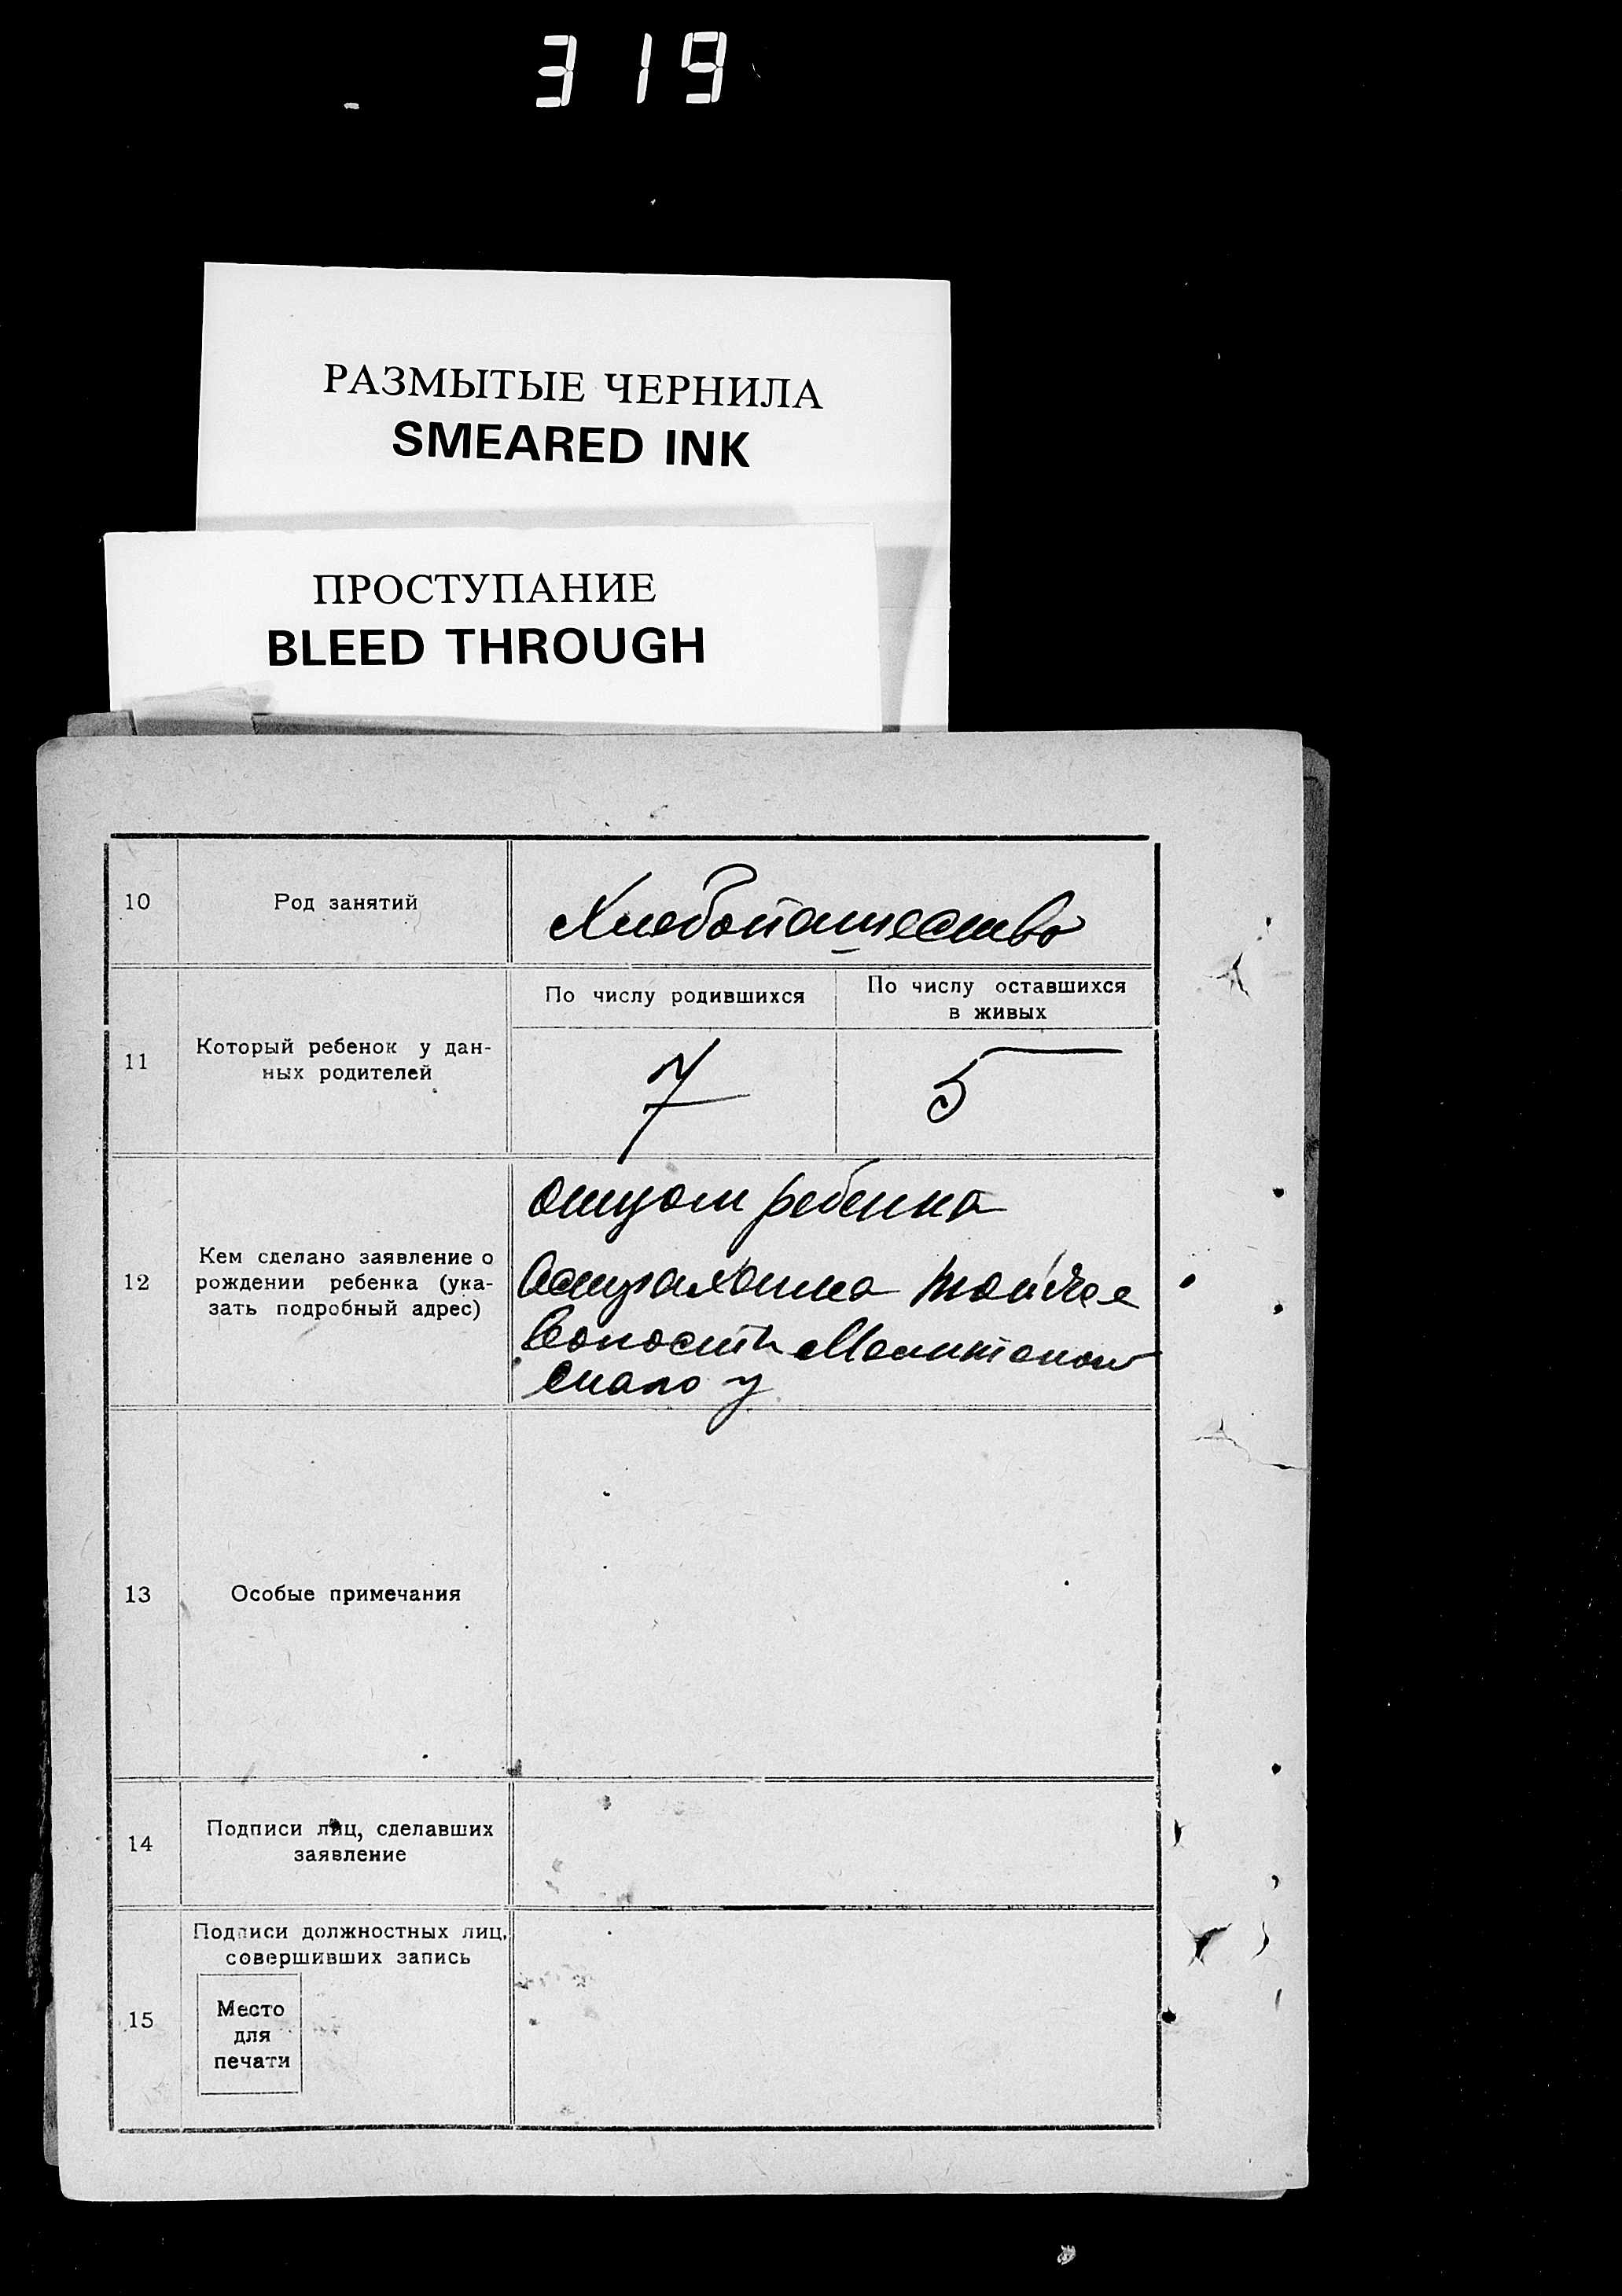 319
РАЗМЫТЫЕ ЧЕРНИЛА
SMEARED INK
ПРОСТУПАНИЕ
BLEED THROUGH
10
Род занятий
Хлебопашество
11
Который ребенок у дан-
ных родителей
По числу родившихся
По числу оставшихся
в живых
7
5
12
Кем сделано заявление о
рождении ребенка (ука-
зать подробный адрес)
отцом ребенка
волость
13
Особые примечания
14
Подписи лиц, сделавших
заявление
15
Подписи должностных лиц,
совершивших запись
Место
для
печати